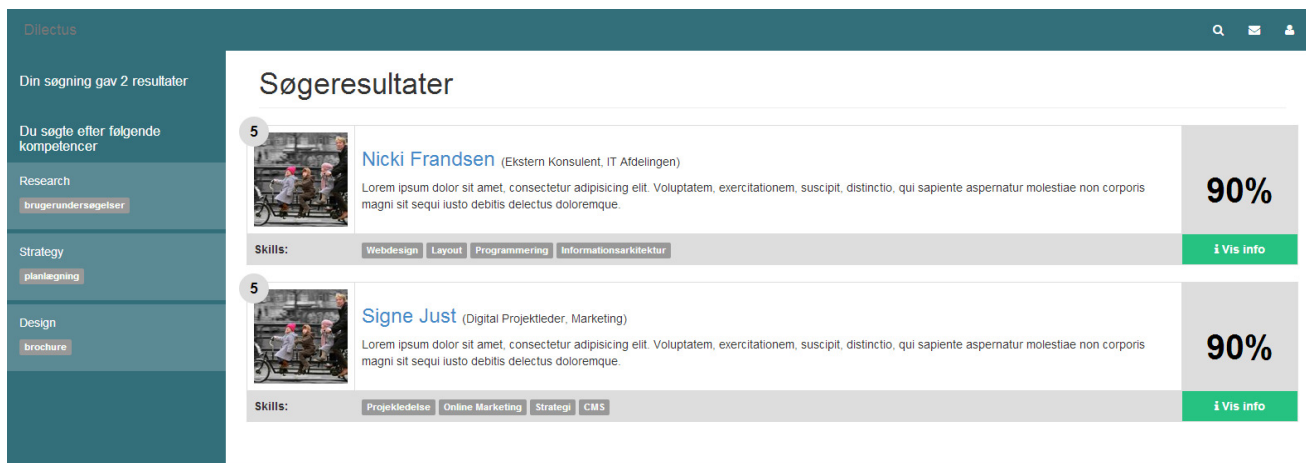 Dilectus
Din søgning gav 2 resultater
Du søgte efter følgende
kompetencer
Research
brugerundersøgelser
Strategy
planlægning
Design
brochure
Søgeresultater
5
Nicki Frandsen (Ekstern Konsulent, IT Afdelingen)
Lorem ipsum dolor sit amet, consectetur adipisicing elit. Voluptatem, exercitationem, suscipit, distinctio, qui sapiente aspernatur molestiae non corporis
magni sit sequi iusto debitis delectus doloremque.
90%
Skills: Webdesign Layout Programmering Informationsarkitektur
Vis info
5
Signe Just (Digital Projektleder, Marketing)
Lorem ipsum dolor sit amet, consectetur adipisicing elit. Voluptatem, exercitationem, suscipit, distinctio, qui sapiente aspernatur molestiae non corporis
magni sit sequi iusto debitis delectus doloremque.
90%
Skills: Projekledelse Online Marketing Strategi CMS
Vis info